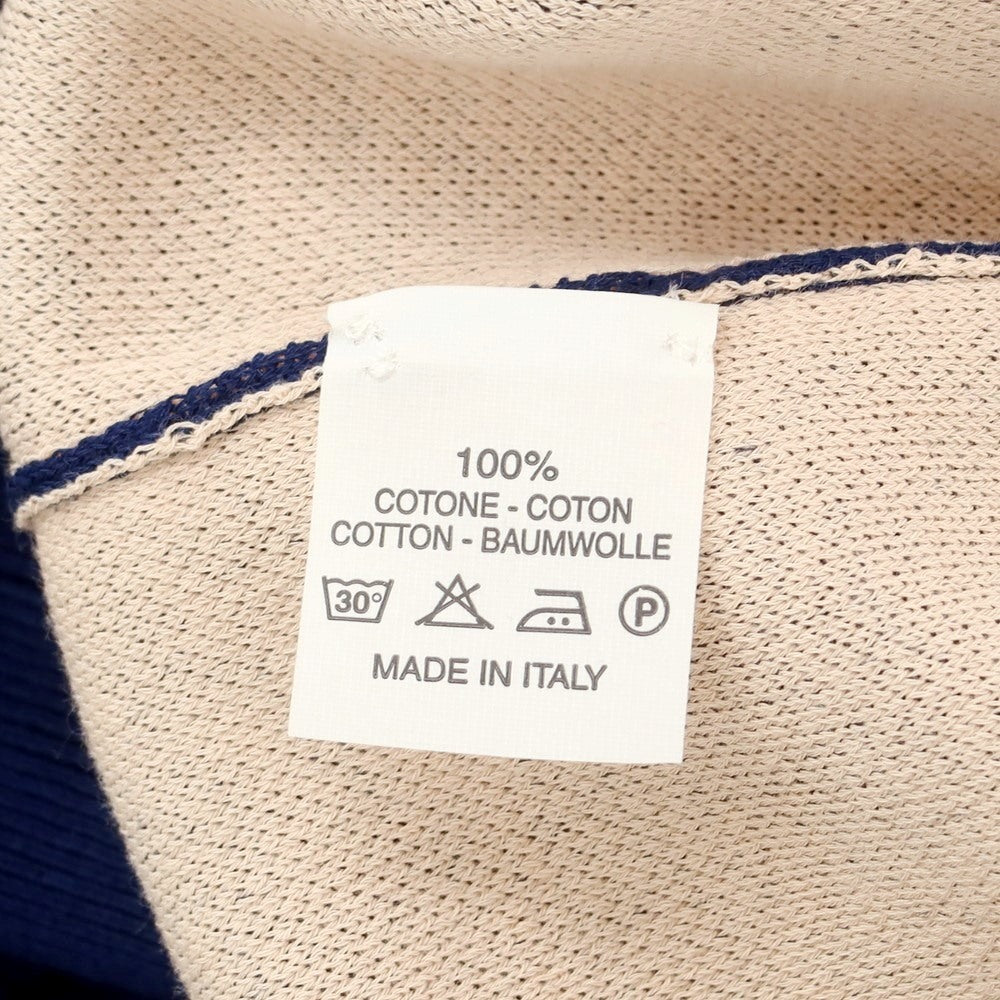 100%
COTONE - COTON
COTTON - BAUMWOLLE
30° P
MADE IN ITALY